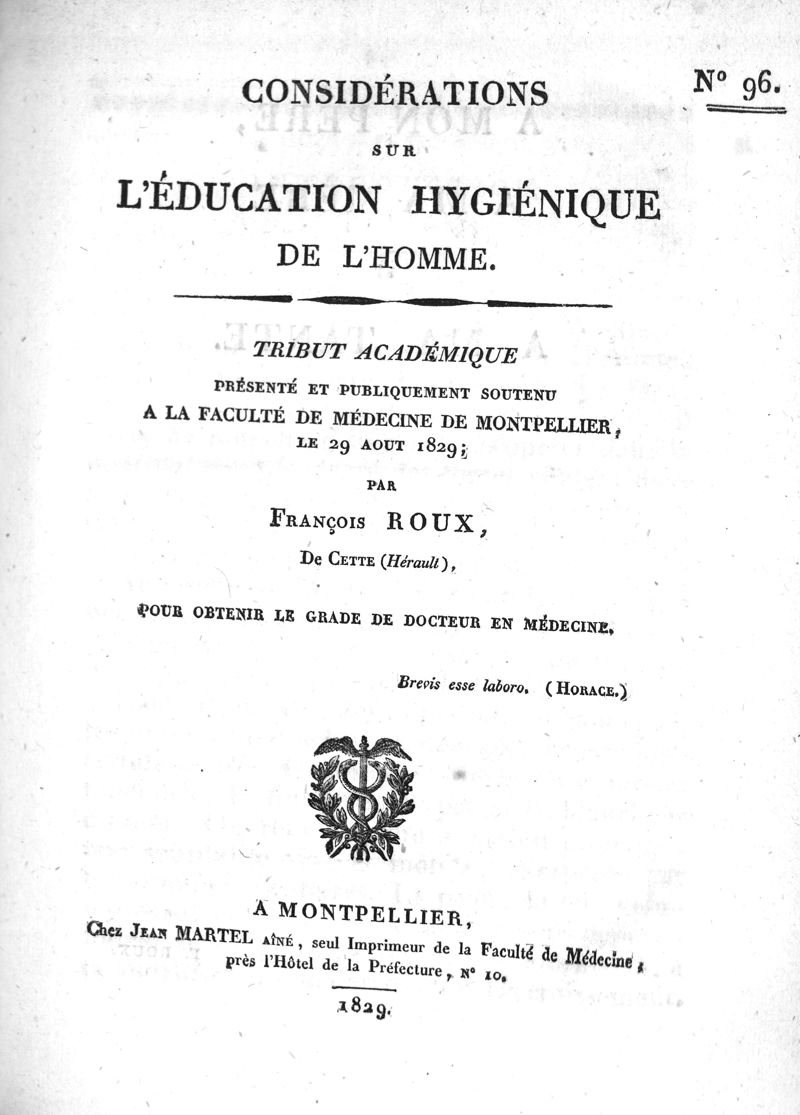 N° 96.
CONSIDÉRATIONS
SUR
L'ÉDUCATION HYGIÉNIQUE
DE L'HOMME.
TRIBUT ACADÉMIQUE
PRÉSENTÉ ET PUBLIQUEMENT SOUTENU
A LA FACULTÉ DE MÉDECINE DE MONTPELLIER,
LE 29 AOUT 1829;
PAR
FRANÇOIS ROUX,
De CETTE (Hérault),
POUR OBTENIR LE GRADE DE DOCTEUR EN MÉDECINE.
Brevis esse laboro. (HORACE.)
A MONTPELLIER,
Chez JEAN MARTEL AÎNÉ, seul Imprimeur de la Faculté de Médecine,
près l'Hôtel de la Préfecture, N° 10.
1829.